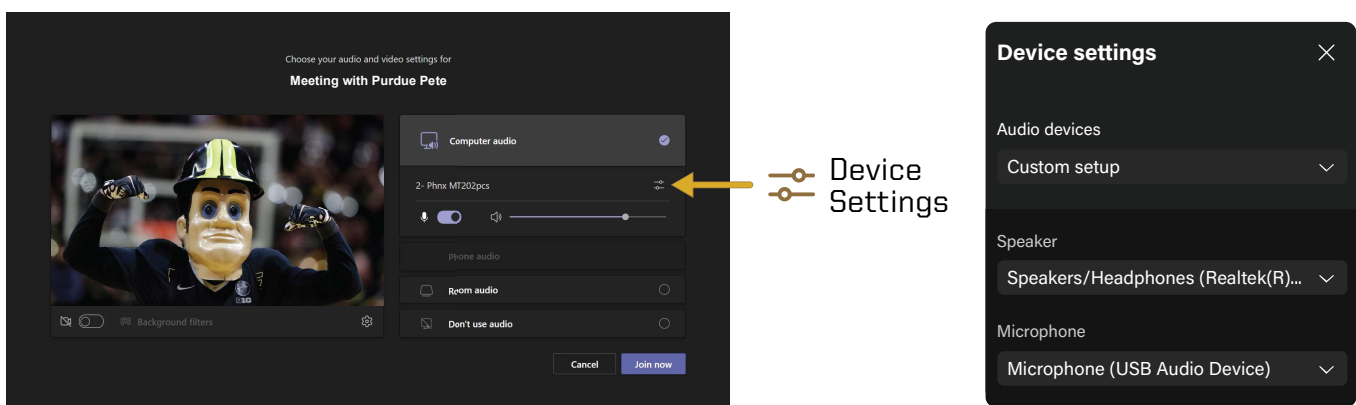 Choose your audio and video settings for
Meeting with Purdue Pete
Computer audio
2- Phnx MT202pcs
Phone audio
Room audio
Don't use audio
Background filters
Cancel
Join now
B1G
Device
Settings
Device settings
Audio devices
Custom setup
Speaker
Speakers/Headphones (Realtek(R)...
Microphone
Microphone (USB Audio Device)